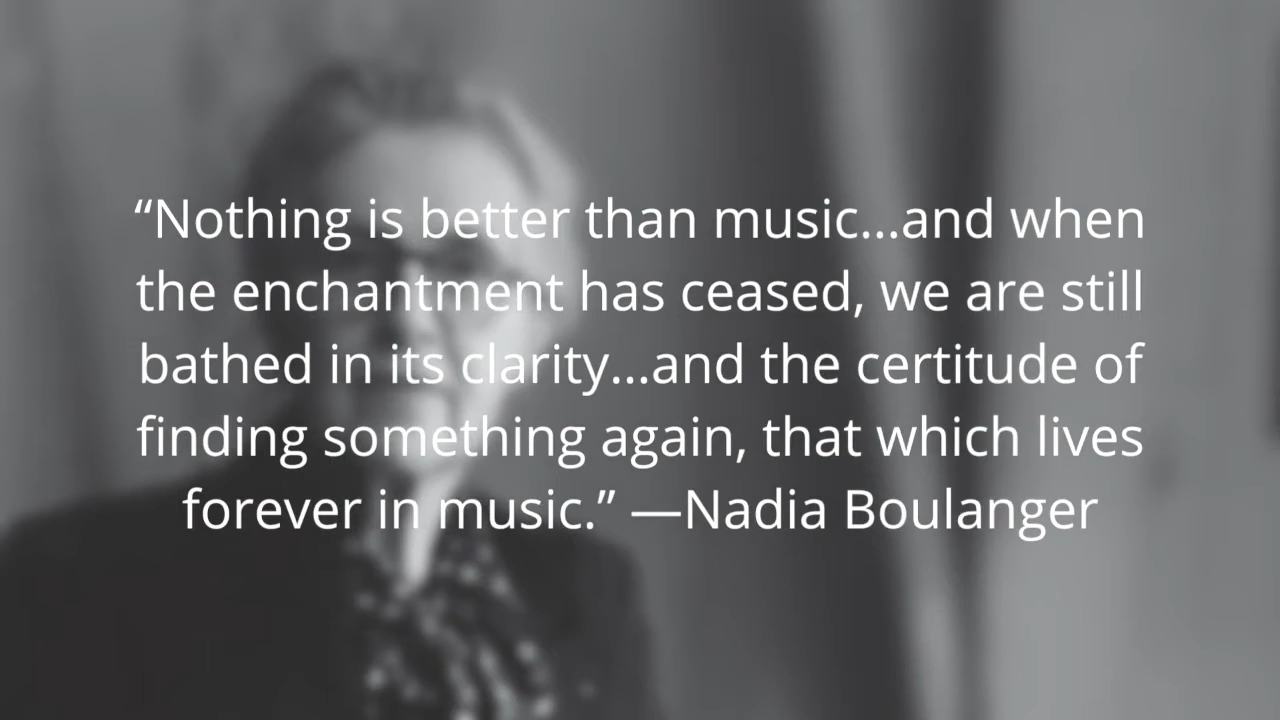 “Nothing is better than music...and when
the enchantment has ceased, we are still
bathed in its clarity...and the certitude of
finding something again, that which lives
forever in music.” —Nadia Boulanger